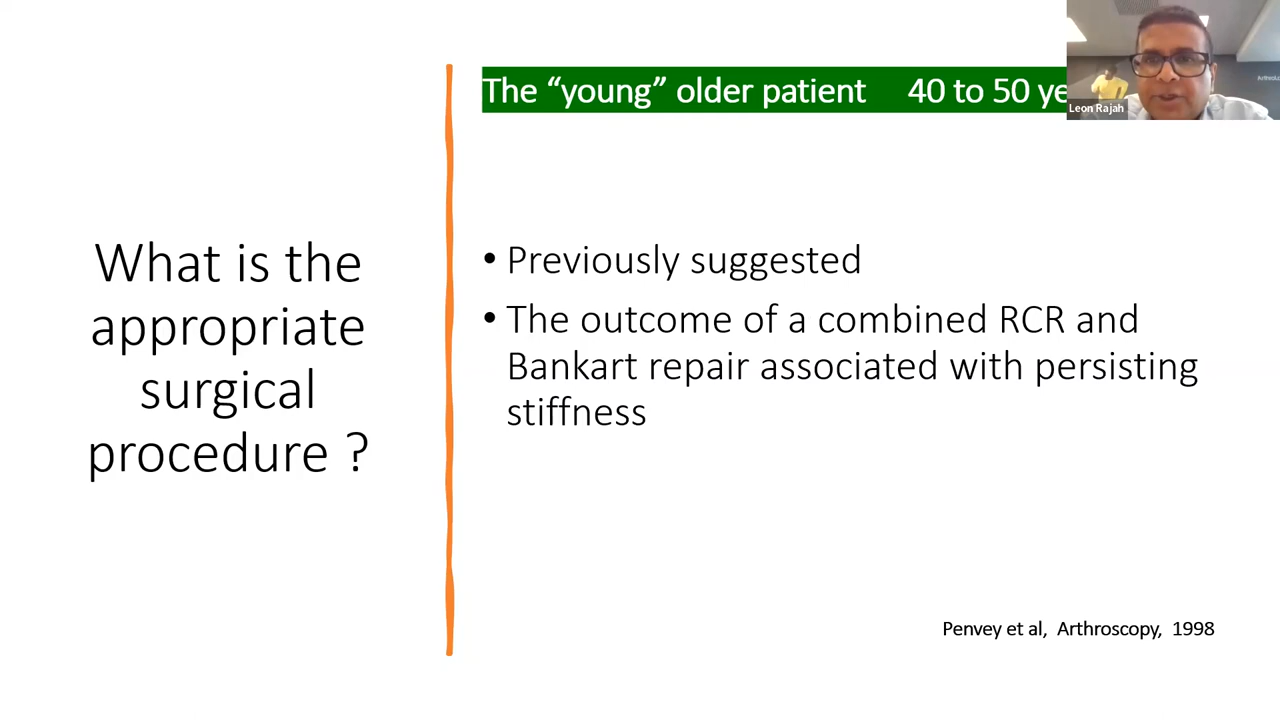 What is the
appropriate
surgical
procedure ?
The “young” older patient 40 to 50 ye
Leon Rajah
• Previously suggested
• The outcome of a combined RCR and
Bankart repair associated with persisting
stiffness
Penvey et al, Arthroscopy, 1998